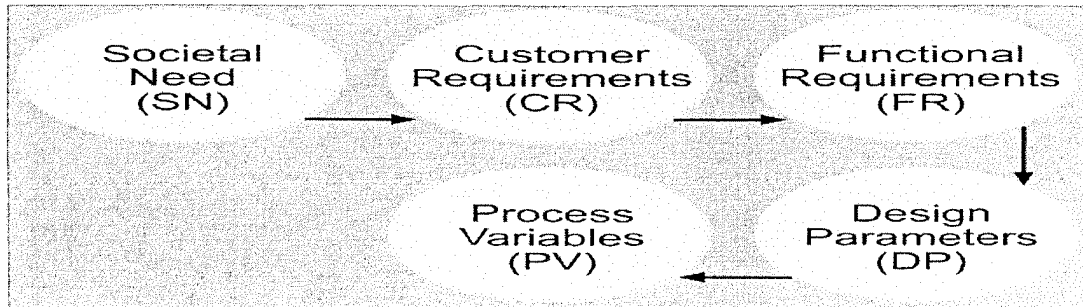 Societal
Need
(SN)
Customer
Requirements
(CR)
Functional
Requirements
(FR)
Design
Parameters
(DP)
Process
Variables
(PV)